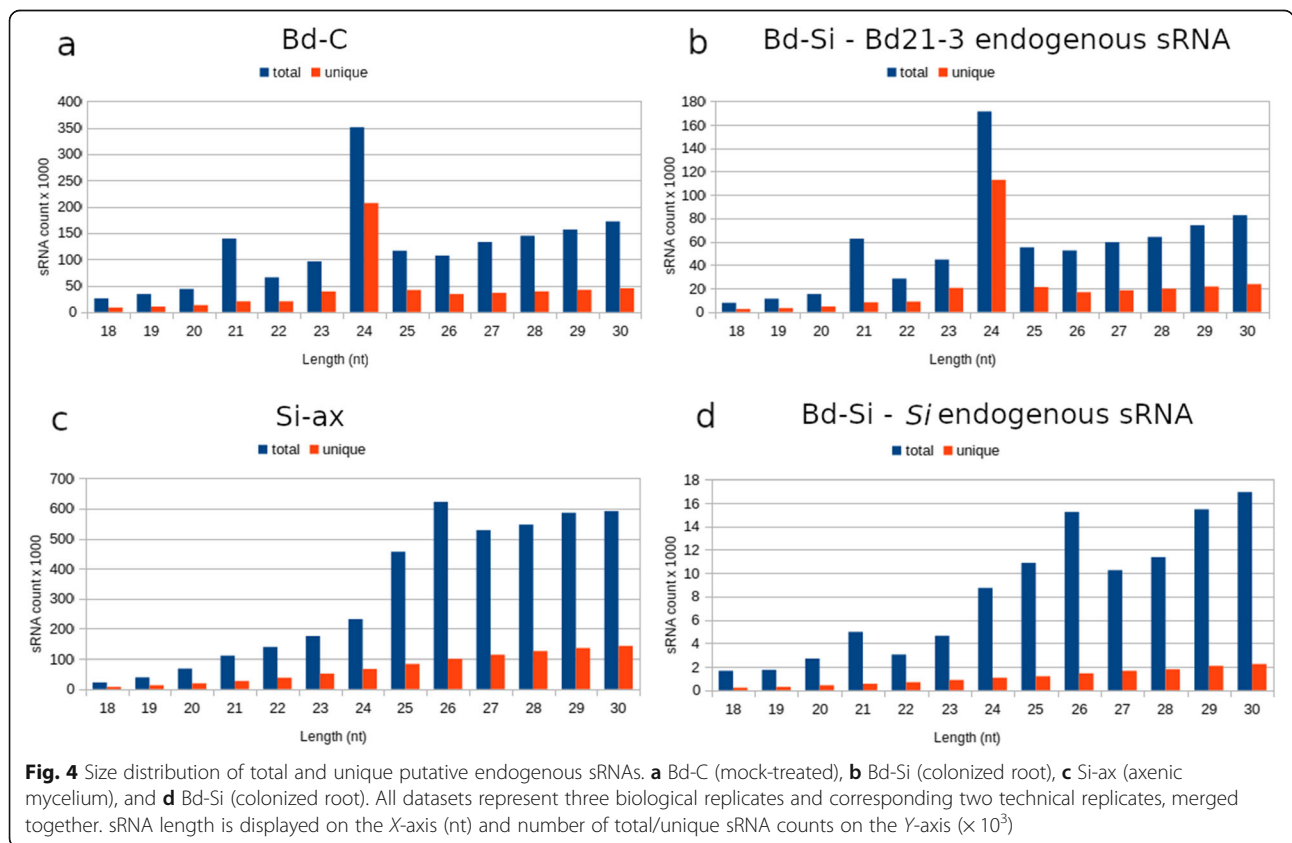 a
Bd-C
total unique
400
350
300
250
200
150
100
50
0
sRNA count x 1000
18 19 20 21 22 23 24 25 26 27 28 29 30
Length (nt)
b
Bd-Si - Bd21-3 endogenous sRNA
total unique
180
160
140
120
100
80
60
40
20
0
sRNA count x 1000
18 19 20 21 22 23 24 25 26 27 28 29 30
Length (nt)
c
Si-ax
total unique
700
600
500
400
300
200
100
0
sRNA count x 1000
18 19 20 21 22 23 24 25 26 27 28 29 30
Length (nt)
d
Bd-Si - Si endogenous sRNA
total unique
18
16
14
12
10
8
6
4
2
0
sRNA count x 1000
18 19 20 21 22 23 24 25 26 27 28 29 30
Length (nt)
Fig. 4 Size distribution of total and unique putative endogenous sRNAs. a Bd-C (mock-treated), b Bd-Si (colonized root), c Si-ax (axenic
mycelium), and d Bd-Si (colonized root). All datasets represent three biological replicates and corresponding two technical replicates, merged
together. sRNA length is displayed on the X-axis (nt) and number of total/unique sRNA counts on the Y-axis (× 10³)